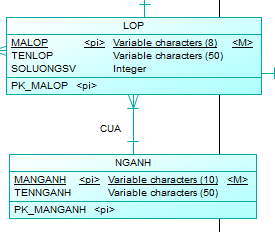 LOP
MALOP <pi> Variable characters (8) <M>
TENLOP Variable characters (50)
SOLUONGSV Integer
PK_MALOP <pi>
CUA
NGANH
MANGANH <pi> Variable characters (10) <M>
TENNGANH Variable characters (50)
PK_MANGANH <pi>